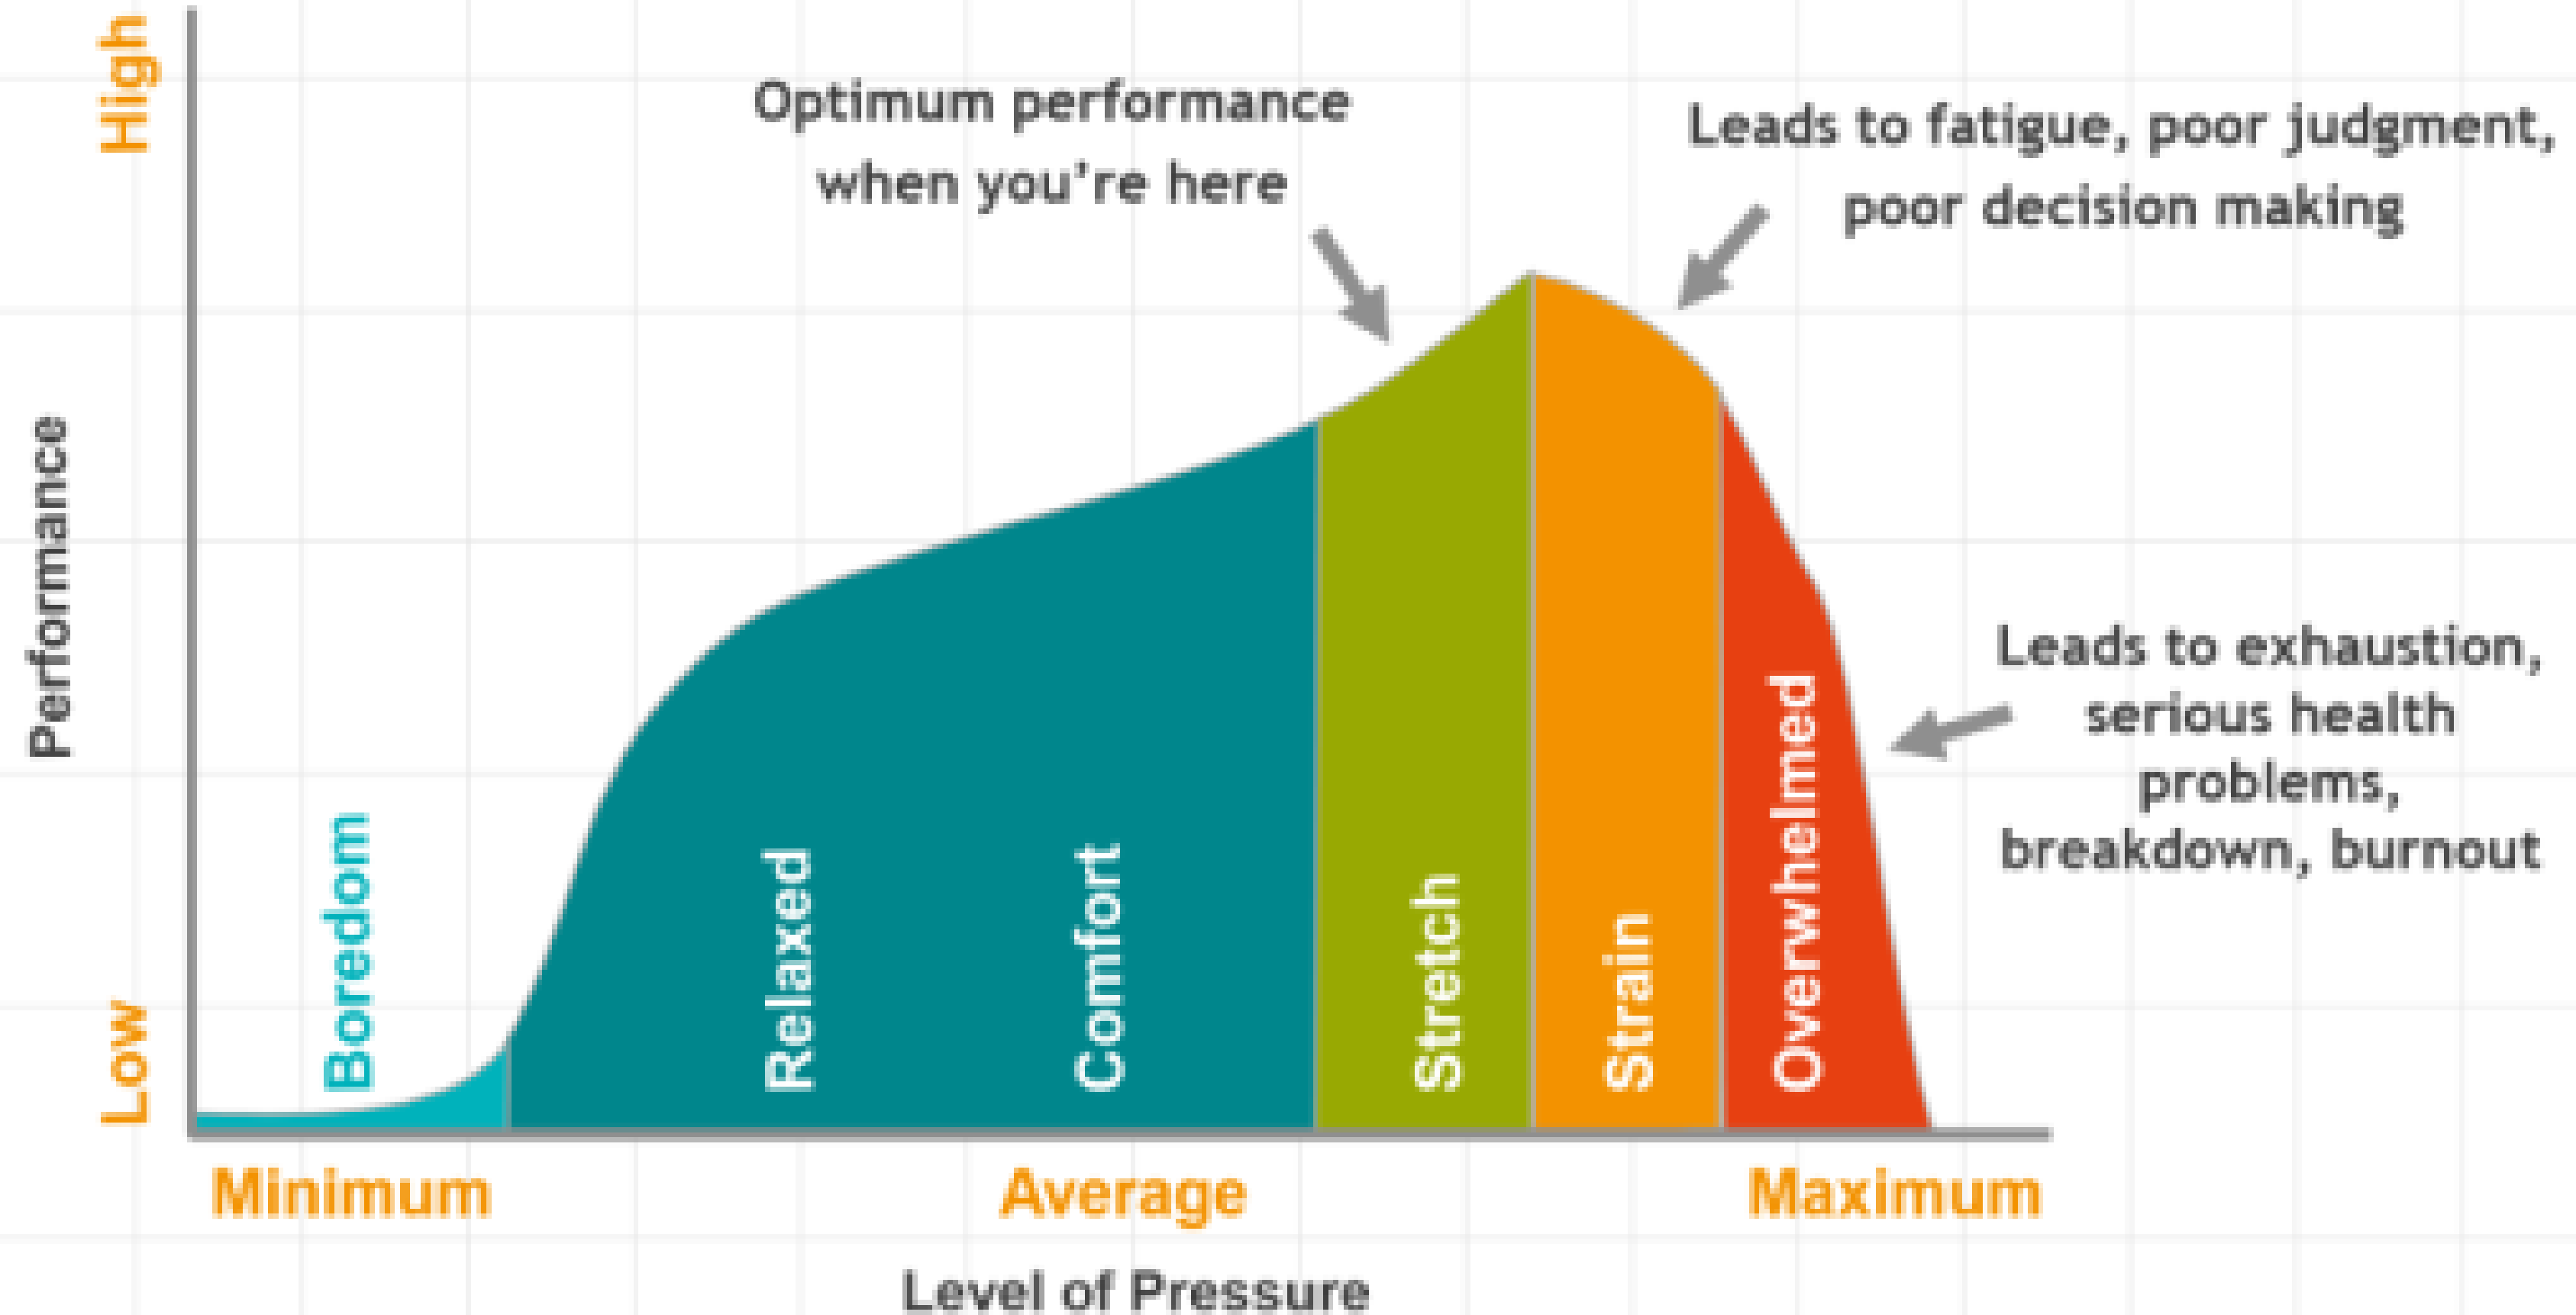 High
Optimum performance
when you're here
Leads to fatigue, poor judgment,
poor decision making
Performance
Leads to exhaustion,
serious health
problems,
breakdown, burnout
Boredom
Relaxed
Comfort
Stretch
Strain
Overwhelmed
Low
Minimum
Average
Maximum
Level of Pressure